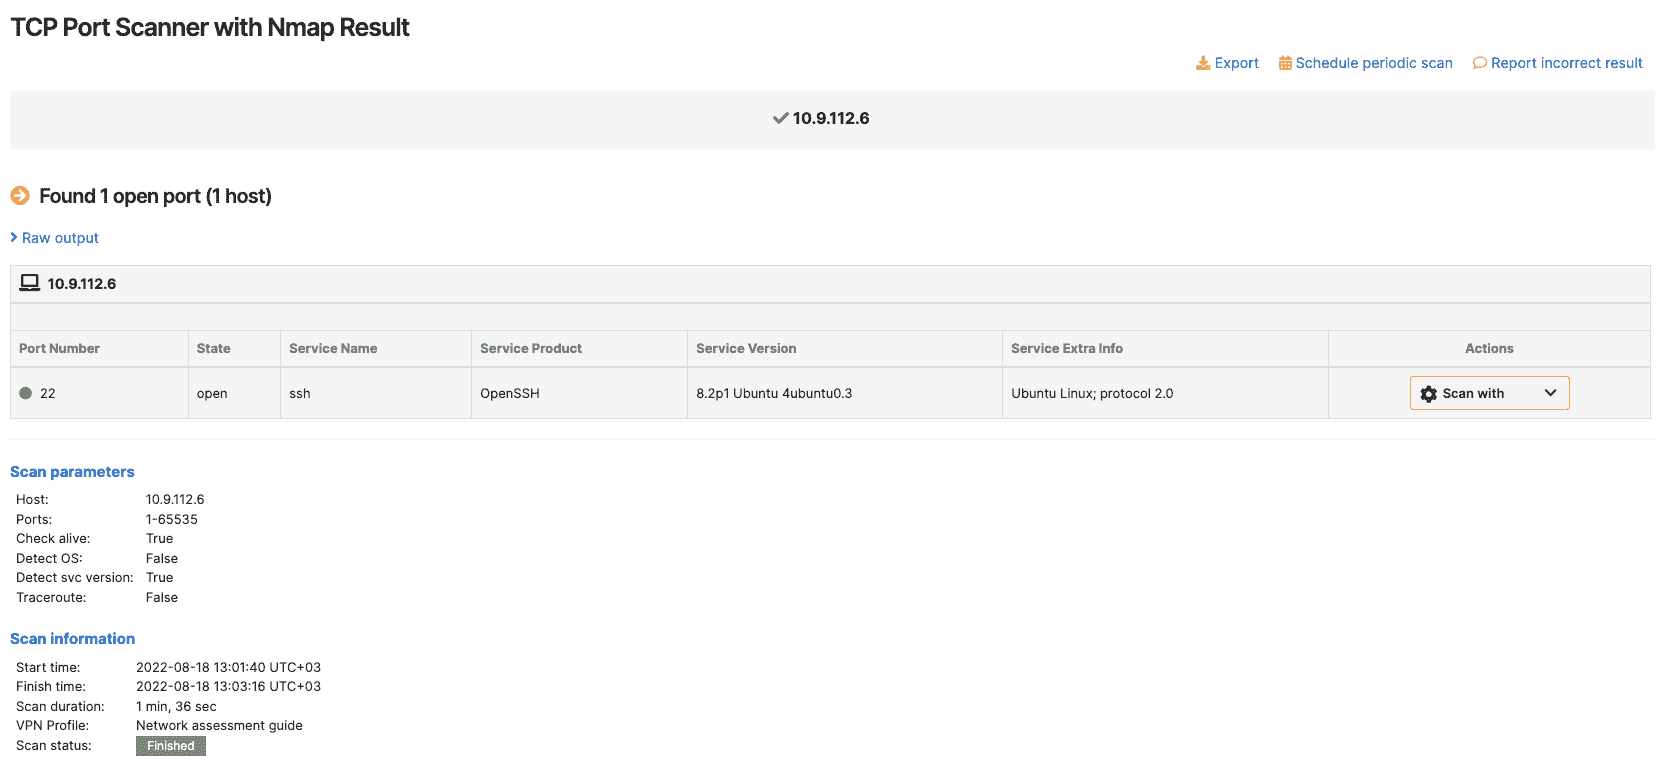 TCP Port Scanner with Nmap Result
Export Schedule periodic scan Report incorrect result
10.9.112.6
Found 1 open port (1 host)
Raw output
10.9.112.6
Port Number State Service Name Service Product Service Version Service Extra Info Actions
22 open ssh OpenSSH 8.2p1 Ubuntu 4ubuntu0.3 Ubuntu Linux; protocol 2.0 Scan with
Scan parameters
Host: 10.9.112.6
Ports: 1-65535
Check alive: True
Detect OS: False
Detect svc version: True
Traceroute: False
Scan information
Start time: 2022-08-18 13:01:40 UTC+03
Finish time: 2022-08-18 13:03:16 UTC+03
Scan duration: 1 min, 36 sec
VPN Profile: Network assessment guide
Scan status: Finished